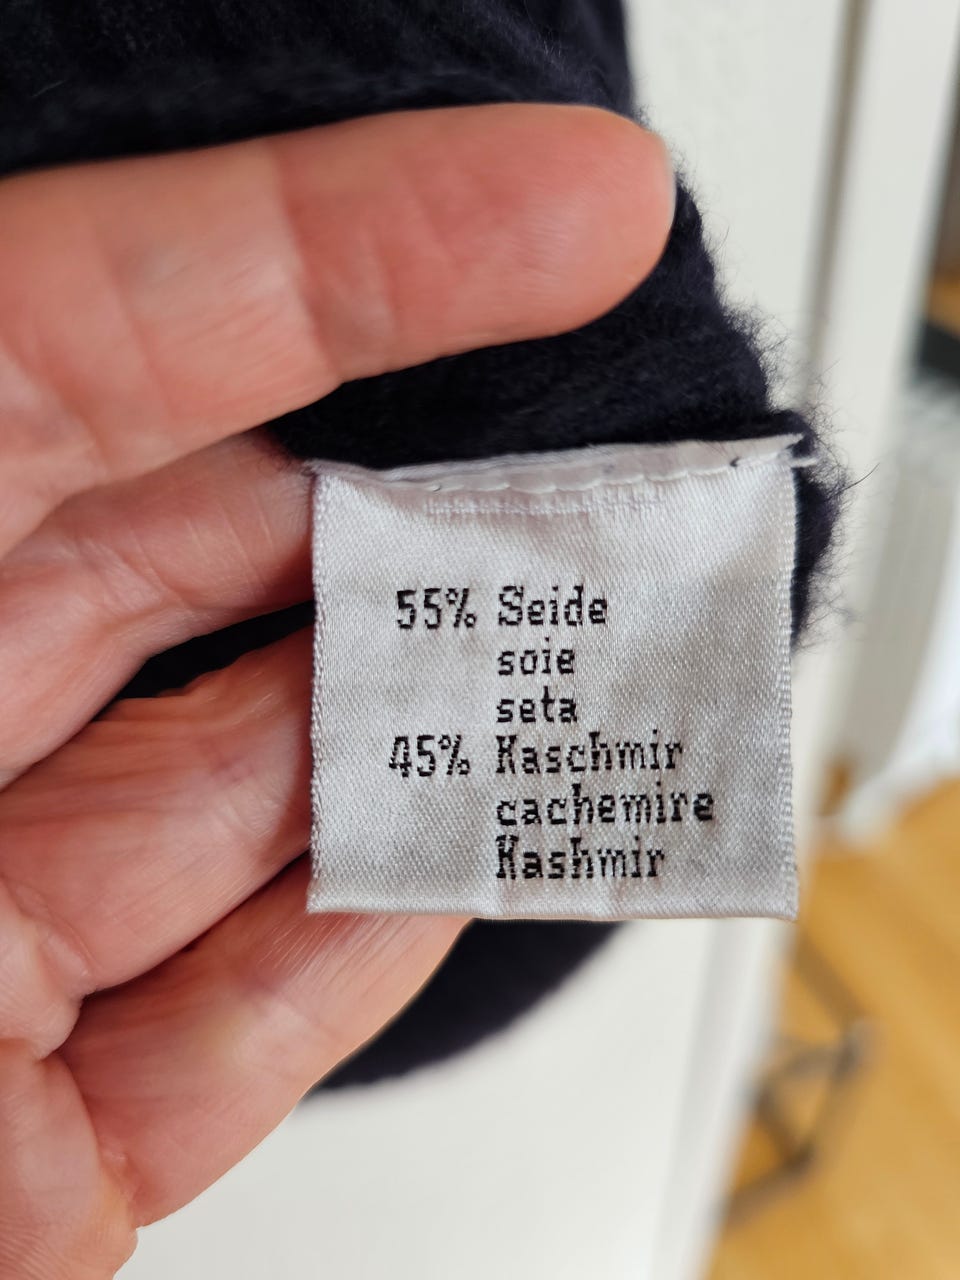 55% Seide
soie
seta
45% Kaschmir
cachemire
Kashmir